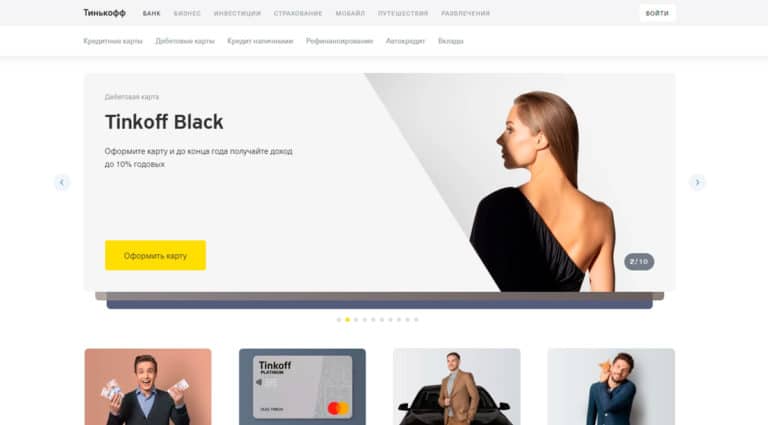 Тинькофф
БАНК
БИЗНЕС
ИНВЕСТИЦИИ
СТРАХОВАНИЕ
МОБАЙЛ
ПУТЕШЕСТВИЯ
РАЗВЛЕЧЕНИЯ
ВОЙТИ
Кредитные карты
Дебетовые карты
Кредит наличными
Рефинансирование
Автокредит
Вклады
Дебетовая карта
Tinkoff Black
Оформите карту и до конца года получайте доход
до 10% годовых
Оформить карту
2/10
Tinkoff
PLATINUM